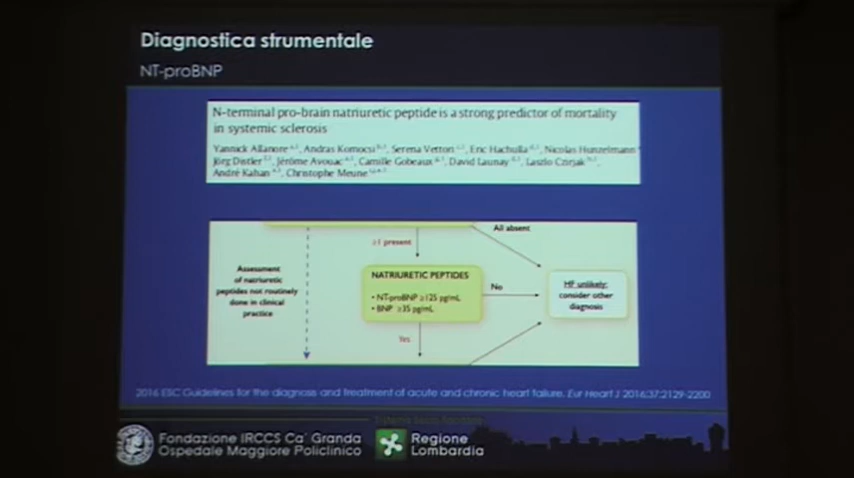 Diagnostica strumentale
NT-proBNP
N-terminal pro-brain natriuretic peptide is a strong predictor of mortality
in systemic sclerosis
Yannick Allanore, Andras Komocsi, Serena Vettori, Eric Hachulla, Nicolas Hunzelmann
Jörg Distler, Jérôme Avouac, Camille Gobeaux, David Launay, Laszlo Czirjak,
André Kahan, Christophe Meune
All absent
≥1 present
Assessment
of natriuretic
peptides not routinely
done in clinical
practice
NATRIURETIC PEPTIDES
• NT-proBNP ≥125 pg/mL
• BNP ≥35 pg/mL
No
HF unlikely:
consider other
diagnosis
Yes
2016 ESC Guidelines for the diagnosis and treatment of acute and chronic heart failure. Eur Heart J 2016;37:2129-2200
Fondazione IRCCS Ca' Granda
Ospedale Maggiore Policlinico
Regione
Lombardia